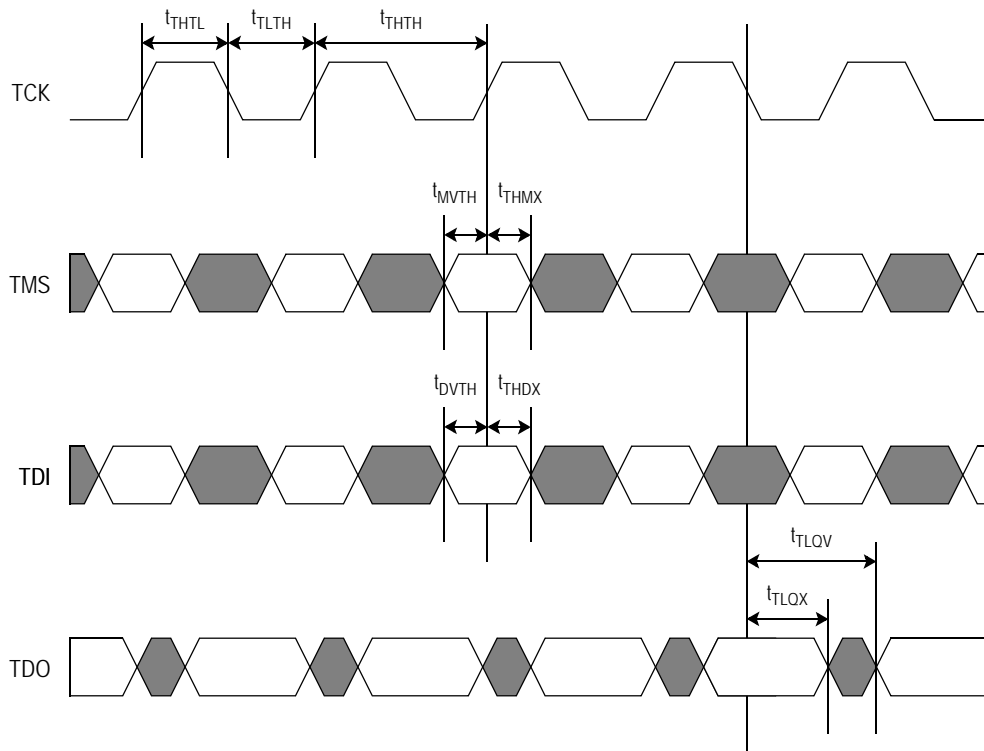 tTHTL tTLTH tTHTH
TCK
tMVTH tTHMX
TMS
tDVTH tTHDX
TDI
tTLQV
tTLQX
TDO